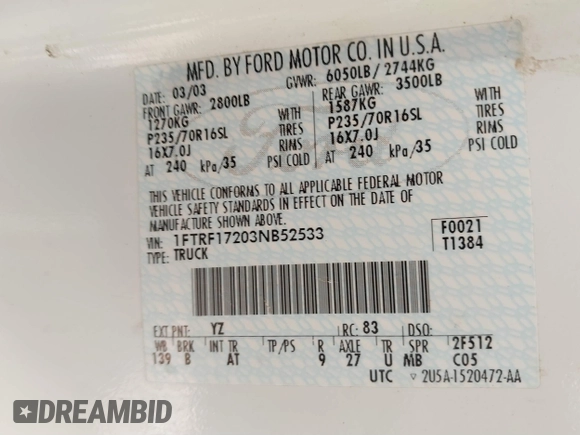 MFD. BY FORD MOTOR CO. IN U.S.A.
DATE: 03/03 GVWR: 6050LB / 2744KG
FRONT GAWR: 2800LB REAR GAWR: 3500LB
1270KG WITH 1587KG WITH
P235/70R16SL TIRES P235/70R16SL TIRES
16X7.0J RIMS 16X7.0J RIMS
AT 240 kPa/35 PSI COLD AT 240 kPa/35 PSI COLD
THIS VEHICLE CONFORMS TO ALL APPLICABLE FEDERAL MOTOR
VEHICLE SAFETY STANDARDS IN EFFECT ON THE DATE OF
MANUFACTURE SHOWN ABOVE.
VIN: 1FTRF17203NB52533 F0021
TYPE: TRUCK T1384
EXT PNT: YZ RC: 83 DSO:
WB BRK INT TR TP/PS R AXLE TR SPR 2F512
139 B AT 9 27 U MB C05
UTC ▽ 2U5A-1520472-AA
Ford
DREAMBID